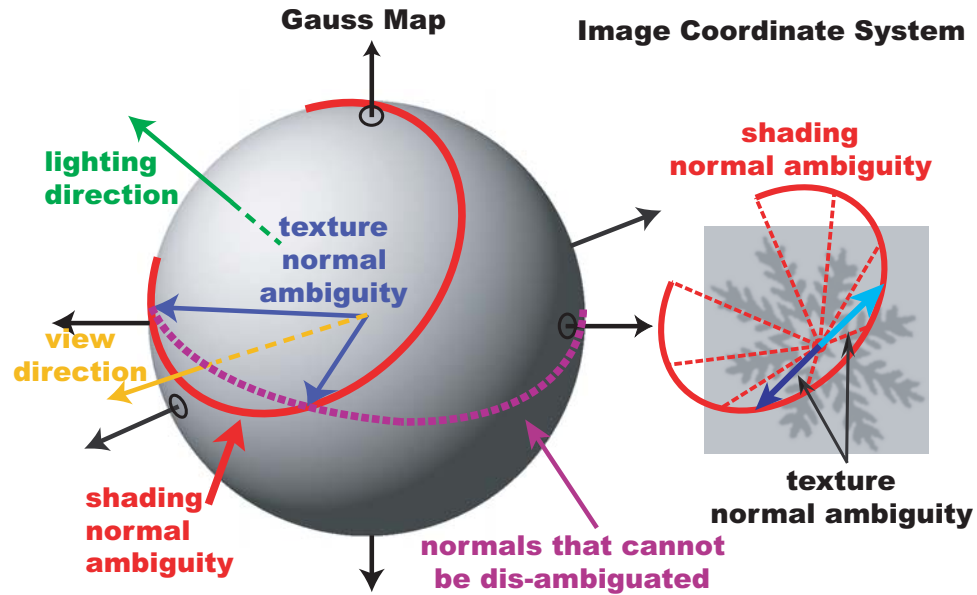 Gauss Map
Image Coordinate System
lighting
direction
texture
normal
ambiguity
view
direction
shading
normal
ambiguity
normals that cannot
be dis-ambiguated
shading
normal ambiguity
texture
normal ambiguity